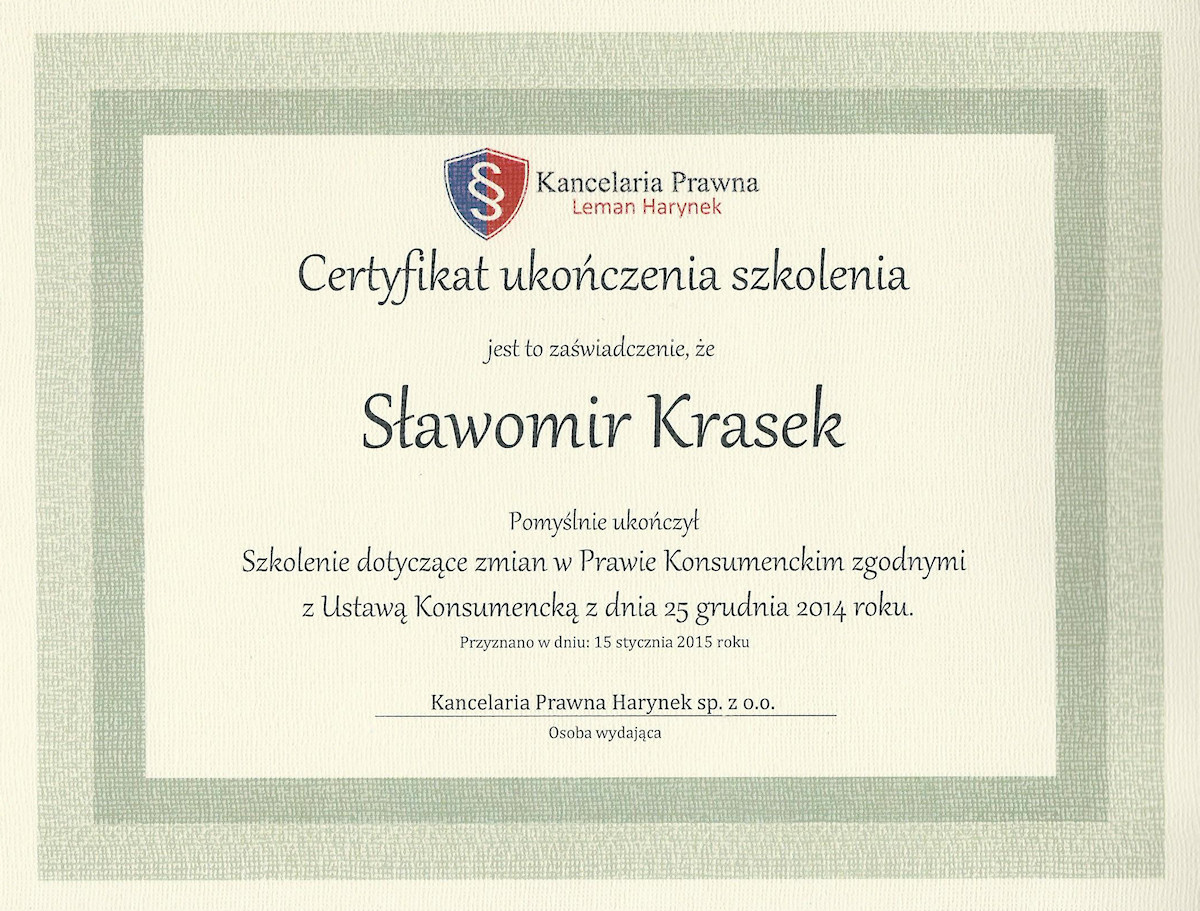 §
Kancelaria Prawna
Leman Harynek
Certyfikat ukończenia szkolenia
jest to zaświadczenie, że
Sławomir Krasek
Pomyślnie ukończył
Szkolenie dotyczące zmian w Prawie Konsumenckim zgodnymi
z Ustawą Konsumencką z dnia 25 grudnia 2014 roku.
Przyznano w dniu: 15 stycznia 2015 roku
Kancelaria Prawna Harynek sp. z o.o.
Osoba wydająca